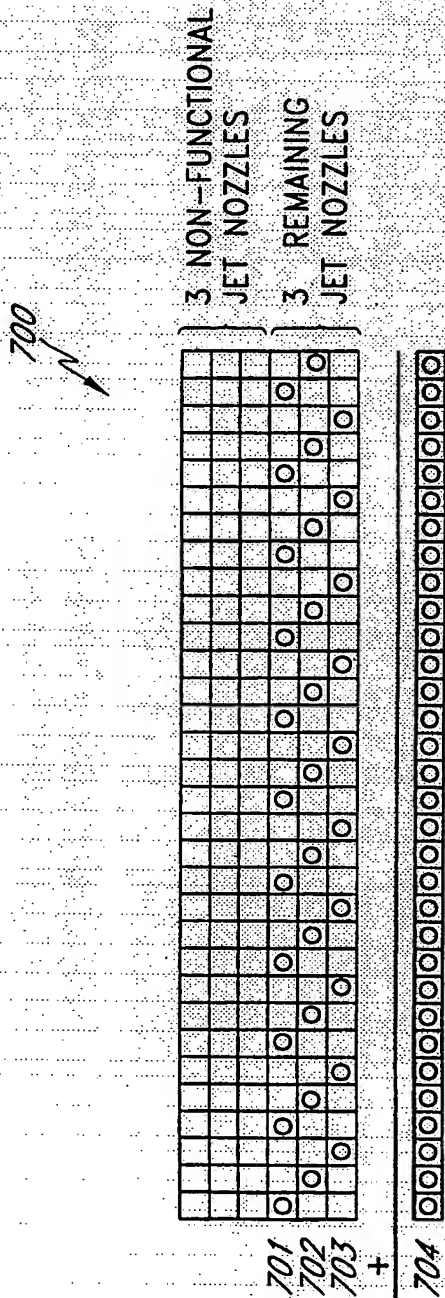 700
3 NON-FUNCTIONAL
JET NOZZLES
3 REMAINING
JET NOZZLES
701
702
703
+
704